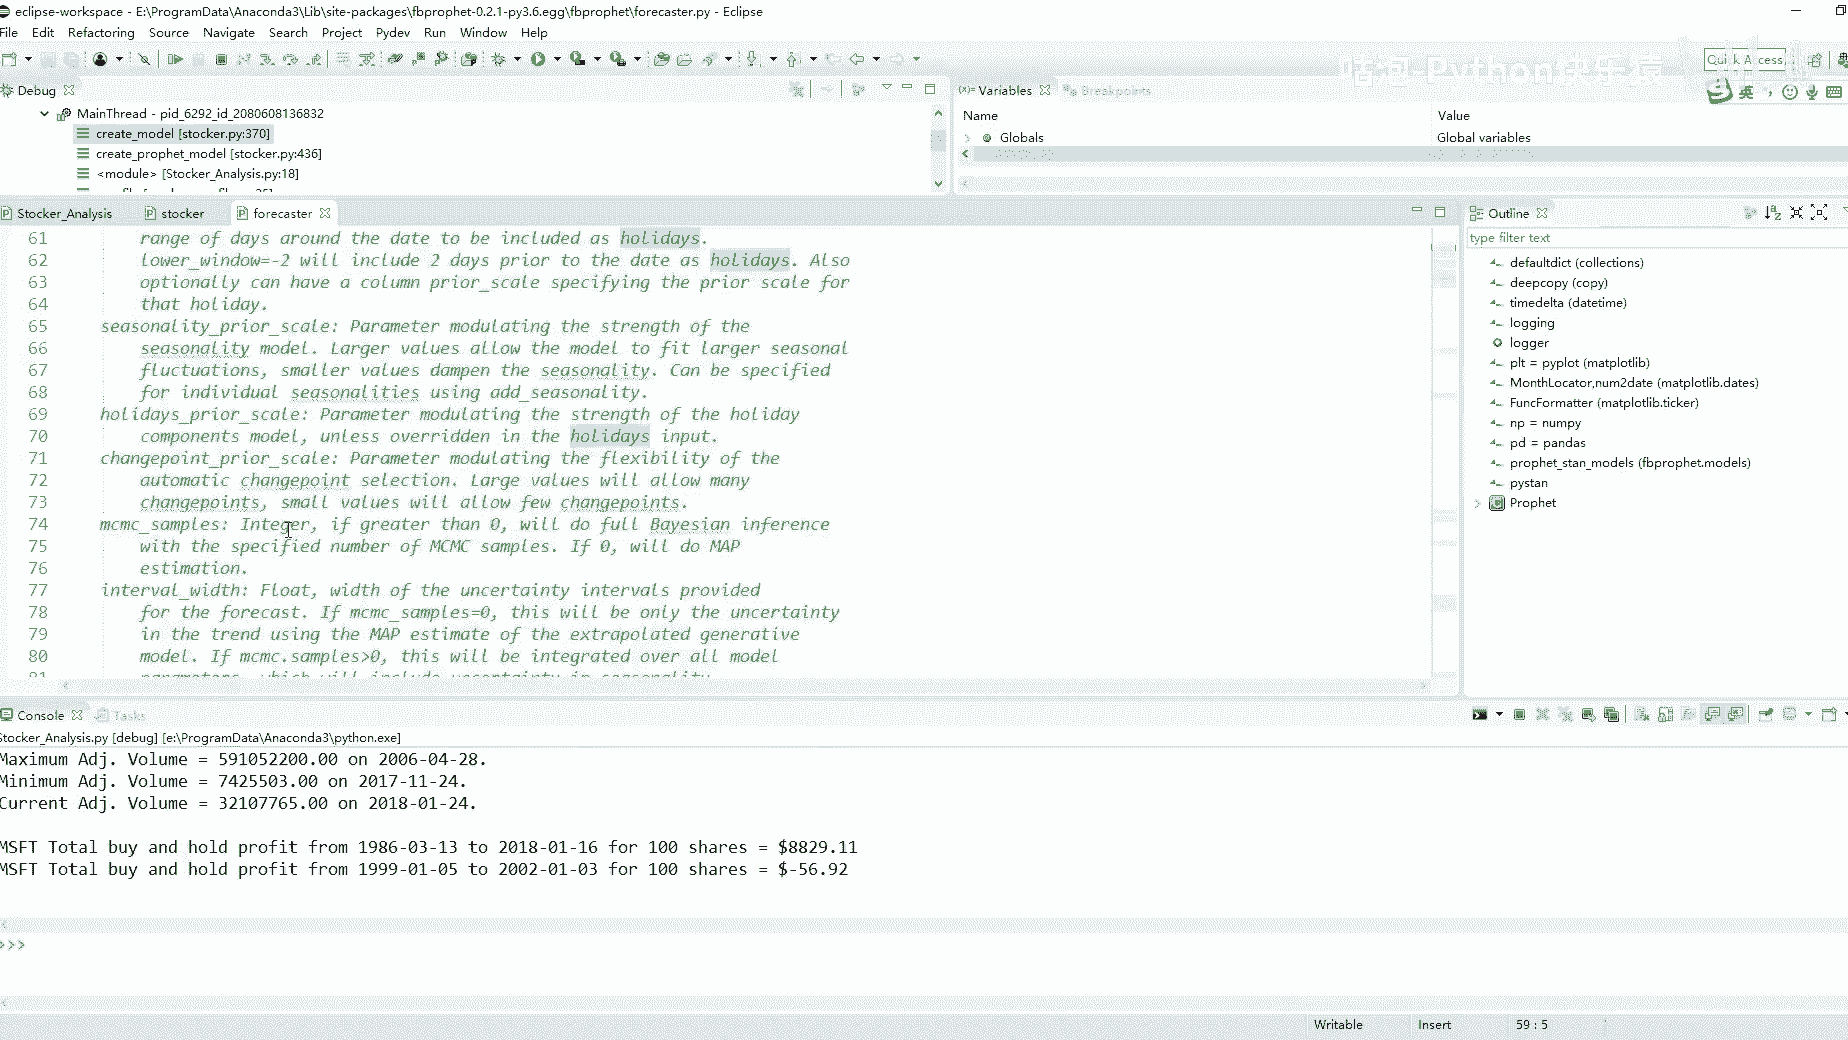 eclipse-workspace - E:\ProgramData\Anaconda3\Lib\site-packages\fbprophet-0.2.1-py3.6.egg\fbprophet\forecaster.py - Eclipse
File Edit Refactoring Source Navigate Search Project Pydev Run Window Help
Quick Access
Debug
MainThread - pid_6292_id_2080608136832
create_model [stocker.py:370]
create_prophet_model [stocker.py:436]
<module> [Stocker_Analysis.py:18]
(x)= Variables Breakpoints
Name Value
Globals Global variables
Stocker_Analysis stocker forecaster
61 range of days around the date to be included as holidays.
62 lower_window=-2 will include 2 days prior to the date as holidays. Also
63 optionally can have a column prior_scale specifying the prior scale for
64 that holiday.
65 seasonality_prior_scale: Parameter modulating the strength of the
66 seasonality model. Larger values allow the model to fit larger seasonal
67 fluctuations, smaller values dampen the seasonality. Can be specified
68 for individual seasonalities using add_seasonality.
69 holidays_prior_scale: Parameter modulating the strength of the holiday
70 components model, unless overridden in the holidays input.
71 changepoint_prior_scale: Parameter modulating the flexibility of the
72 automatic changepoint selection. Large values will allow many
73 changepoints, small values will allow few changepoints.
74 mcmc_samples: Integer, if greater than 0, will do full Bayesian inference
75 with the specified number of MCMC samples. If 0, will do MAP
76 estimation.
77 interval_width: Float, width of the uncertainty intervals provided
78 for the forecast. If mcmc_samples=0, this will be only the uncertainty
79 in the trend using the MAP estimate of the extrapolated generative
80 model. If mcmc.samples>0, this will be integrated over all model
81 parameters, which will include uncertainty in seasonality.
Outline
type filter text
defaultdict (collections)
deepcopy (copy)
timedelta (datetime)
logging
logger
plt = pyplot (matplotlib)
MonthLocator,num2date (matplotlib.dates)
FuncFormatter (matplotlib.ticker)
np = numpy
pd = pandas
prophet_stan_models (fbprophet.models)
pystan
Prophet
Console Tasks
Stocker_Analysis.py [debug] [e:\ProgramData\Anaconda3\python.exe]
Maximum Adj. Volume = 591052200.00 on 2006-04-28.
Minimum Adj. Volume = 7425503.00 on 2017-11-24.
Current Adj. Volume = 32107765.00 on 2018-01-24.
MSFT Total buy and hold profit from 1986-03-13 to 2018-01-16 for 100 shares = $8829.11
MSFT Total buy and hold profit from 1999-01-05 to 2002-01-03 for 100 shares = $-56.92
>>>
Writable Insert 59 : 5